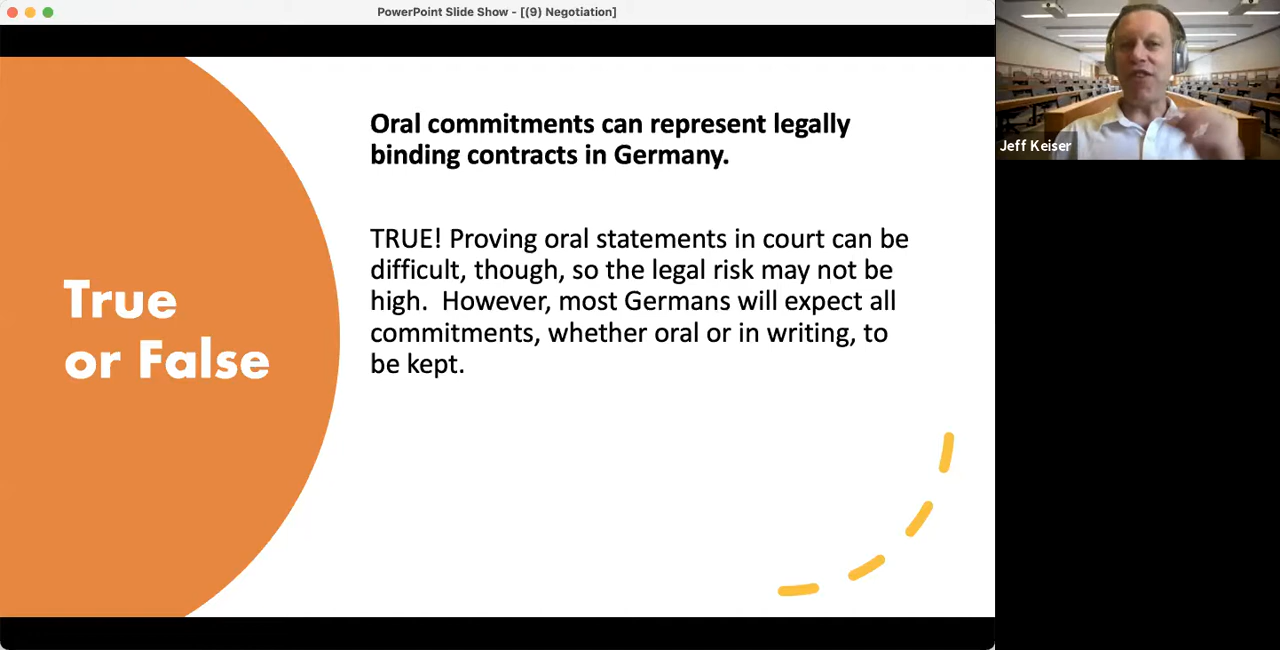 PowerPoint Slide Show - [(9) Negotiation]
Oral commitments can represent legally
binding contracts in Germany.
TRUE! Proving oral statements in court can be
difficult, though, so the legal risk may not be
high.  However, most Germans will expect all
commitments, whether oral or in writing, to
be kept.
True
or False
Jeff Keiser